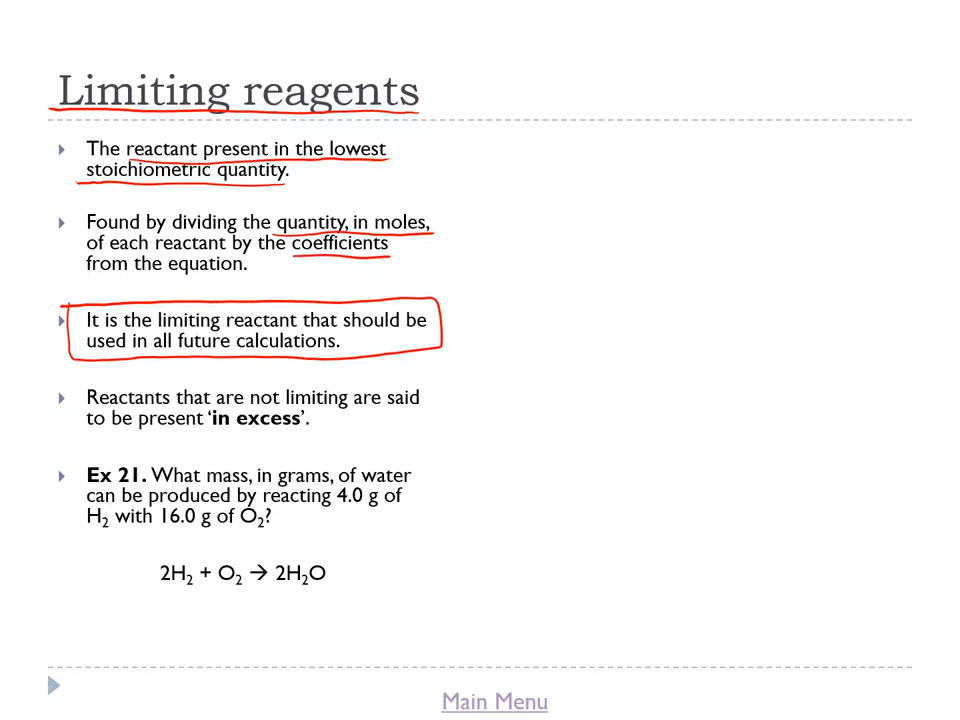 Limiting reagents
The reactant present in the lowest
stoichiometric quantity.
Found by dividing the quantity, in moles,
of each reactant by the coefficients
from the equation.
It is the limiting reactant that should be
used in all future calculations.
Reactants that are not limiting are said
to be present ‘in excess’.
Ex 21. What mass, in grams, of water
can be produced by reacting 4.0 g of
H₂ with 16.0 g of O₂?
2H₂ + O₂ → 2H₂O
Main Menu